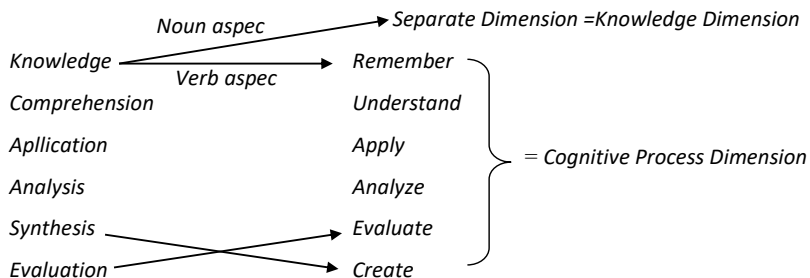 Noun aspec
Separate Dimension =Knowledge Dimension
Knowledge
Verb aspec
Remember
Comprehension
Understand
Apllication
Apply
= Cognitive Process Dimension
Analysis
Analyze
Synthesis
Evaluate
Evaluation
Create